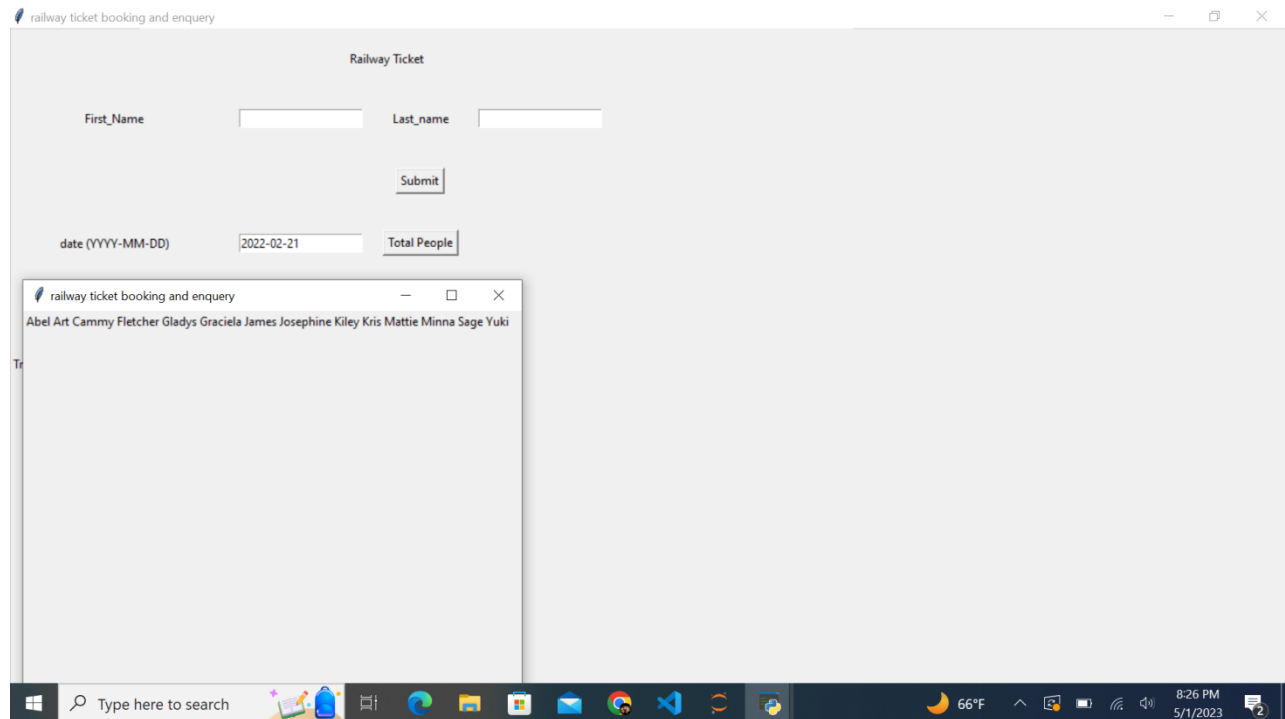 railway ticket booking and enquery
Railway Ticket
First_Name Last_name
Submit
date (YYYY-MM-DD) 2022-02-21 Total People
railway ticket booking and enquery
Abel Art Cammy Fletcher Gladys Graciela James Josephine Kiley Kris Mattie Minna Sage Yuki
Tr
Type here to search 66°F 8:26 PM
5/1/2023 2